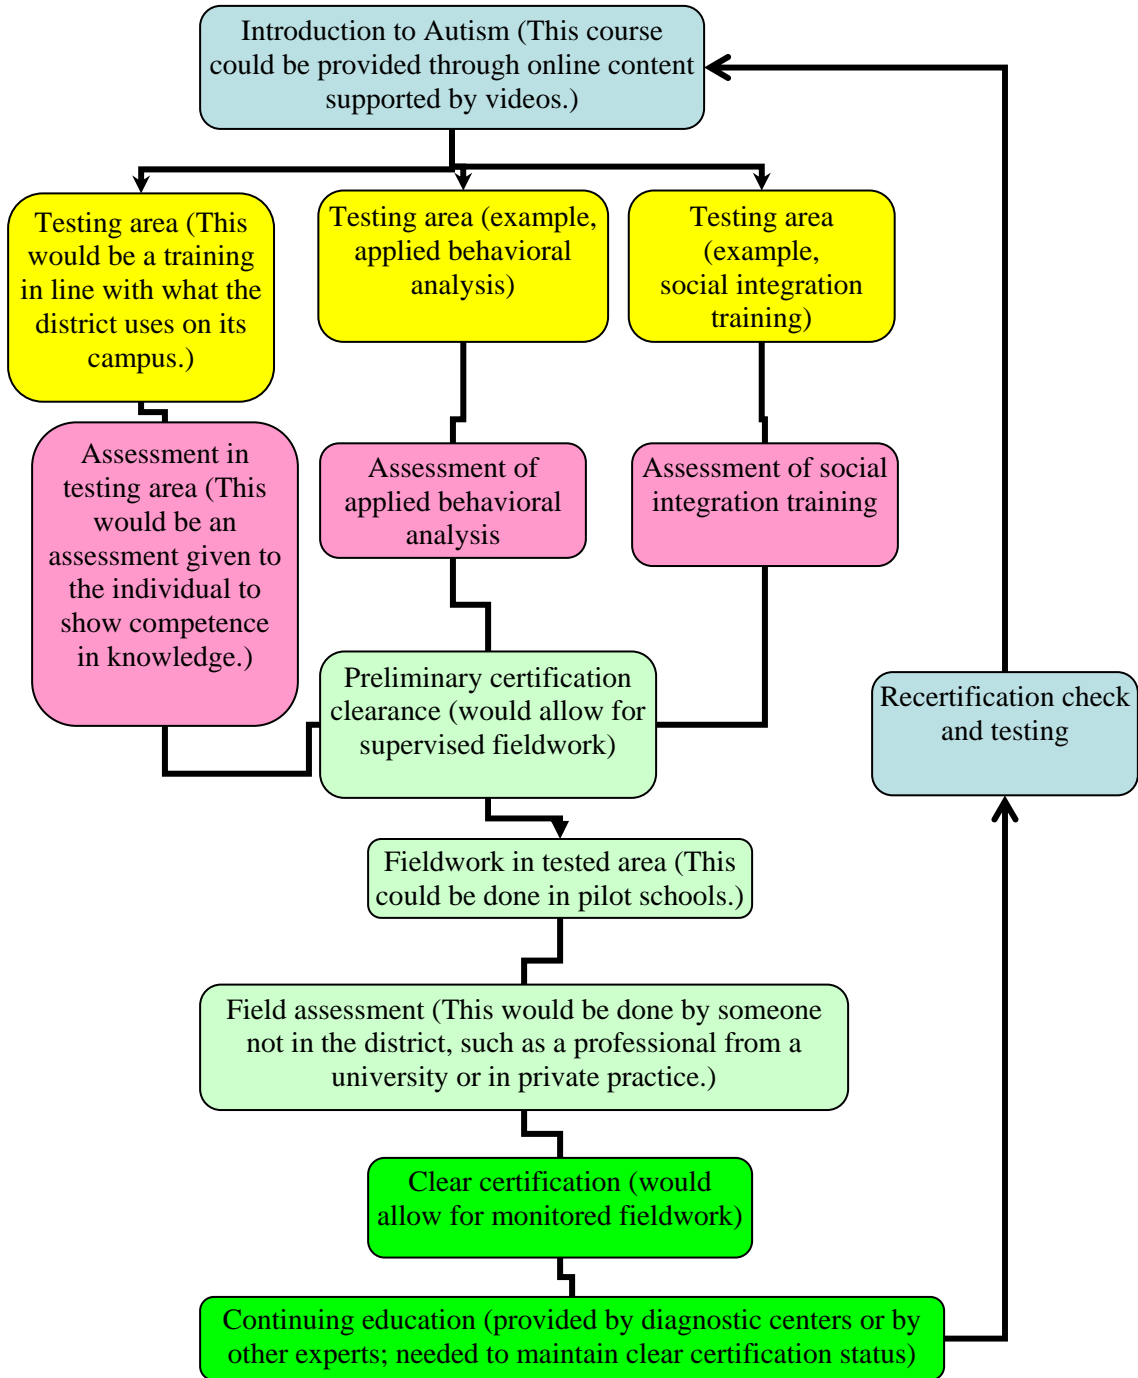 Introduction to Autism (This course
could be provided through online content
supported by videos.)
Testing area (This
would be a training
in line with what the
district uses on its
campus.)
Testing area (example,
applied behavioral
analysis)
Testing area
(example,
social integration
training)
Assessment in
testing area (This
would be an
assessment given to
the individual to
show competence
in knowledge.)
Assessment of
applied behavioral
analysis
Assessment of social
integration training
Preliminary certification
clearance (would allow for
supervised fieldwork)
Recertification check
and testing
Fieldwork in tested area (This
could be done in pilot schools.)
Field assessment (This would be done by someone
not in the district, such as a professional from a
university or in private practice.)
Clear certification (would
allow for monitored fieldwork)
Continuing education (provided by diagnostic centers or by
other experts; needed to maintain clear certification status)